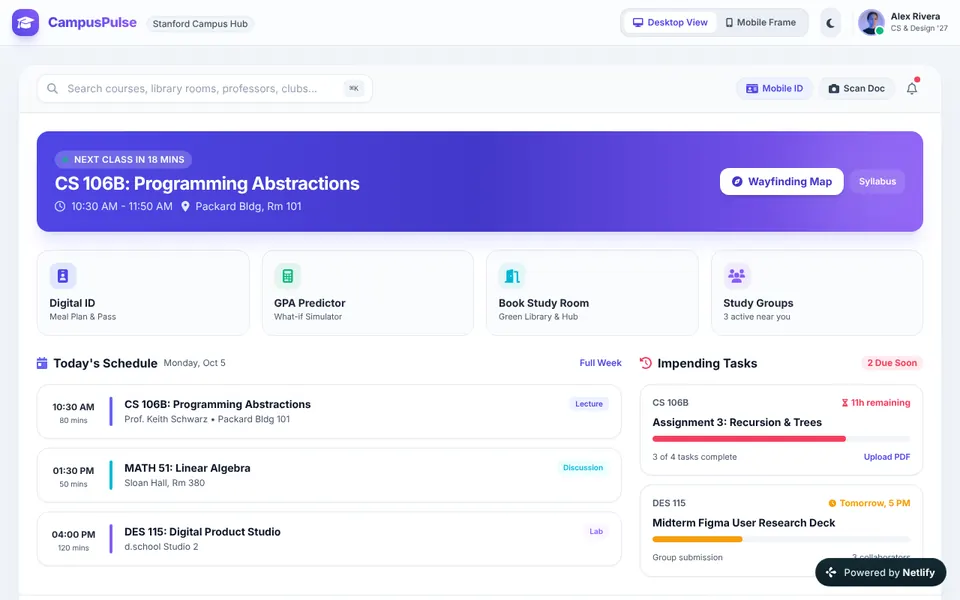 CampusPulse
Stanford Campus Hub
Desktop View
Mobile Frame
Alex Rivera
CS & Design '27
Search courses, library rooms, professors, clubs...
⌘K
Mobile ID
Scan Doc
NEXT CLASS IN 18 MINS
CS 106B: Programming Abstractions
10:30 AM - 11:50 AM
Packard Bldg, Rm 101
Wayfinding Map
Syllabus
Digital ID
Meal Plan & Pass
GPA Predictor
What-if Simulator
Book Study Room
Green Library & Hub
Study Groups
3 active near you
Today's Schedule
Monday, Oct 5
Full Week
10:30 AM
80 mins
CS 106B: Programming Abstractions
Prof. Keith Schwarz • Packard Bldg 101
Lecture
01:30 PM
50 mins
MATH 51: Linear Algebra
Sloan Hall, Rm 380
Discussion
04:00 PM
120 mins
DES 115: Digital Product Studio
d.school Studio 2
Lab
Impending Tasks
2 Due Soon
CS 106B
11h remaining
Assignment 3: Recursion & Trees
3 of 4 tasks complete
Upload PDF
DES 115
Tomorrow, 5 PM
Midterm Figma User Research Deck
Group submission
3 collaborators
Powered by Netlify